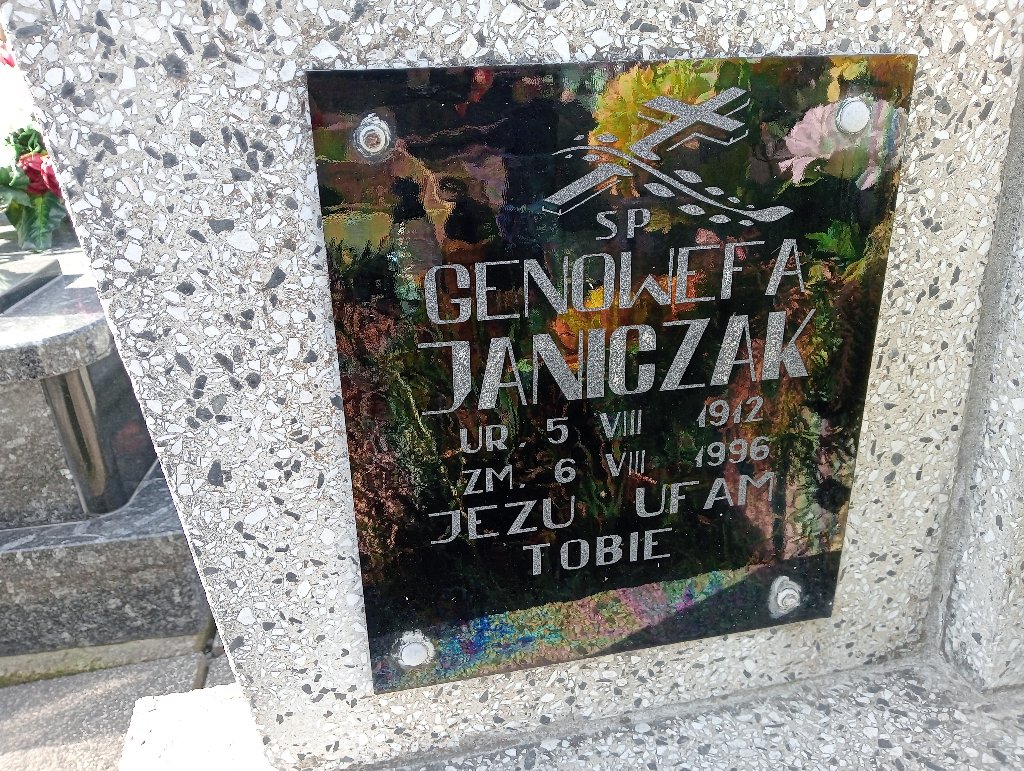 SP
GENOWEFA
JANICZAK
UR. 5 VIII 1912
ZM. 6 VIII 1996
JEZU UFAM
TOBIE